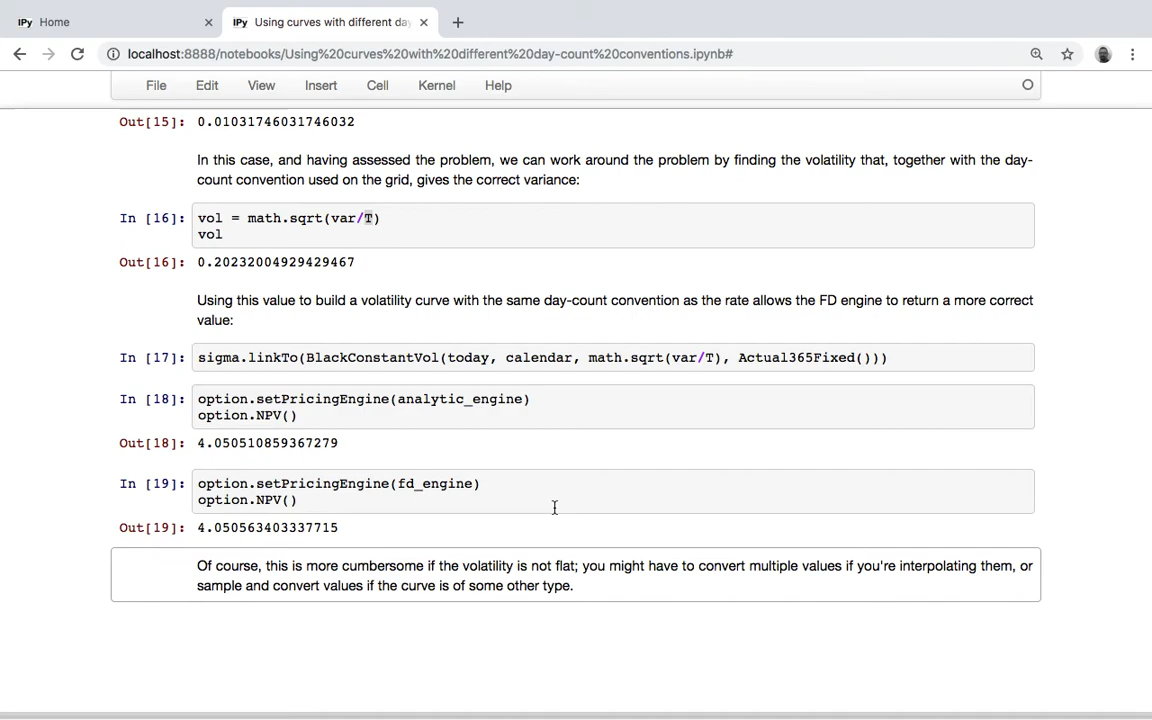 IPy Home
IPy Using curves with different day
localhost:8888/notebooks/Using%20curves%20with%20different%20day-count%20conventions.ipynb#
File Edit View Insert Cell Kernel Help
Out[15]: 0.01031746031746032
In this case, and having assessed the problem, we can work around the problem by finding the volatility that, together with the day-
count convention used on the grid, gives the correct variance:
In [16]: vol = math.sqrt(var/T)
vol
Out[16]: 0.20232004929429467
Using this value to build a volatility curve with the same day-count convention as the rate allows the FD engine to return a more correct
value:
In [17]: sigma.linkTo(BlackConstantVol(today, calendar, math.sqrt(var/T), Actual365Fixed()))
In [18]: option.setPricingEngine(analytic_engine)
option.NPV()
Out[18]: 4.050510859367279
In [19]: option.setPricingEngine(fd_engine)
option.NPV()
Out[19]: 4.050563403337715
Of course, this is more cumbersome if the volatility is not flat; you might have to convert multiple values if you're interpolating them, or
sample and convert values if the curve is of some other type.